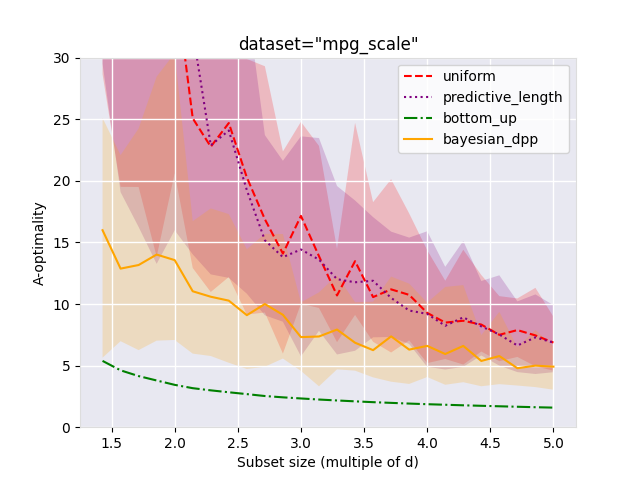 dataset="mpg_scale"
30
25
20
15
10
5
0
A-optimality
uniform
predictive_length
bottom_up
bayesian_dpp
1.5 2.0 2.5 3.0 3.5 4.0 4.5 5.0
Subset size (multiple of d)